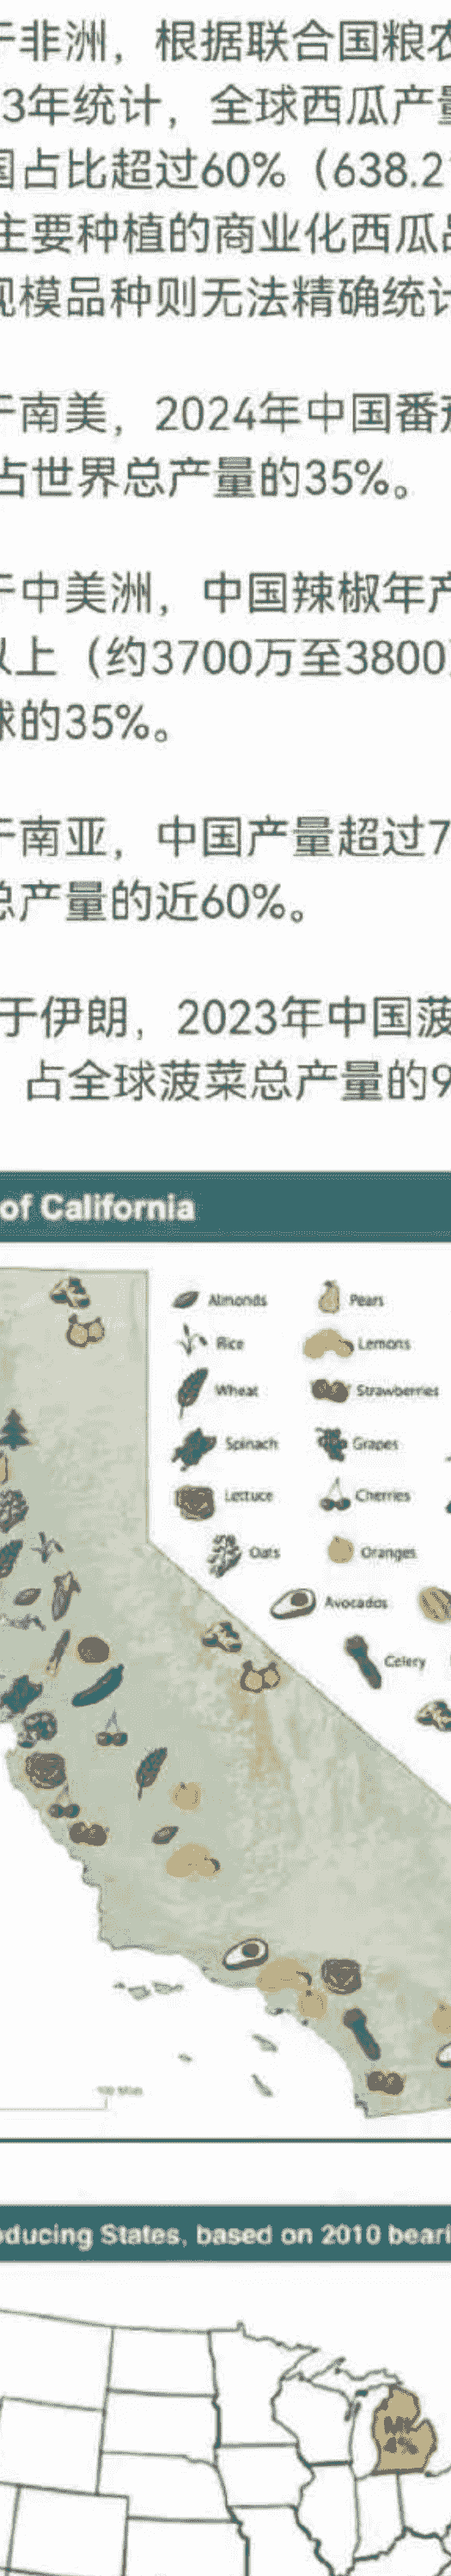 于非洲，根据联合国粮农
3年统计，全球西瓜产量
国占比超过60%（638.2
主要种植的商业化西瓜品
规模品种则无法精确统计
于南美，2024年中国番茄
占世界总产量的35%。
于中美洲，中国辣椒年产
以上（约3700万至3800
球的35%。
于南亚，中国产量超过7
总产量的近60%。
于伊朗，2023年中国菠
占全球菠菜总产量的9
of California
Almonds Pears
Rice Lemons
Wheat Strawberries
Spinach Grapes
Lettuce Cherries
Oats Oranges
Avocados
Celery
oducing States, based on 2010 beari
MI
4%